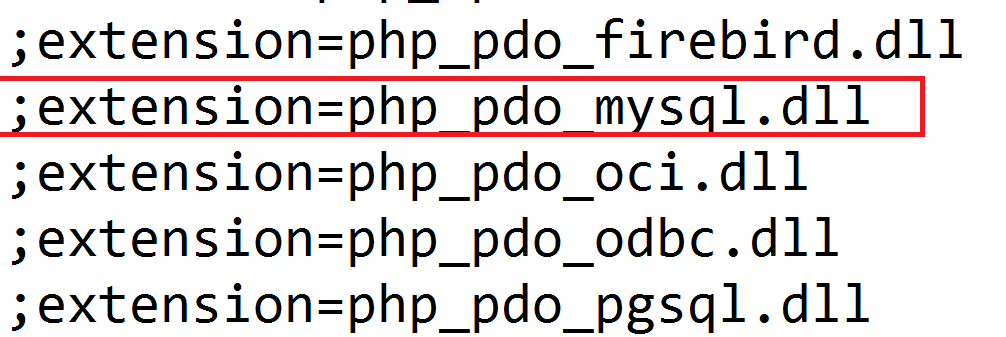 ;extension=php_pdo_firebird.dll
;extension=php_pdo_mysql.dll
;extension=php_pdo_oci.dll
;extension=php_pdo_odbc.dll
;extension=php_pdo_pgsql.dll